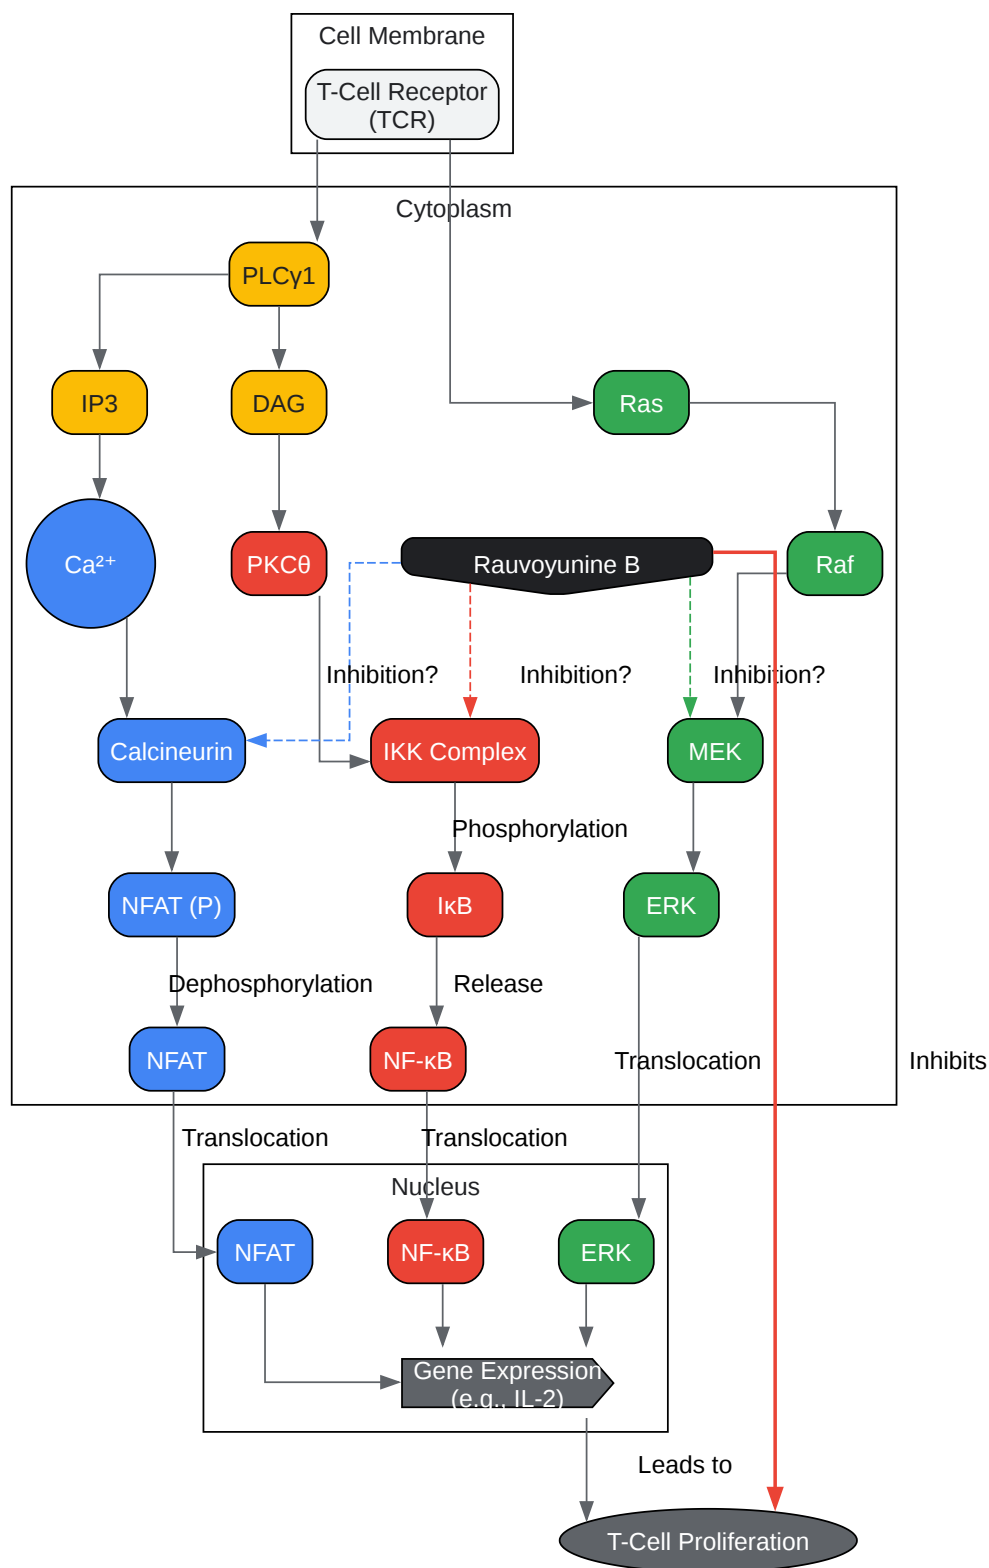 Cell Membrane
T-Cell Receptor
(TCR)
Cytoplasm
PLCγ1
IP3
DAG
Ras
Ca²⁺
PKCθ
Rauvoyunine B
Raf
Inhibition?
Inhibition?
Inhibition?
Calcineurin
IKK Complex
MEK
Phosphorylation
NFAT (P)
IκB
ERK
Dephosphorylation
Release
NFAT
NF-κB
Translocation
Inhibits
Translocation
Translocation
Nucleus
NFAT
NF-κB
ERK
Gene Expression
(e.g., IL-2)
Leads to
T-Cell Proliferation